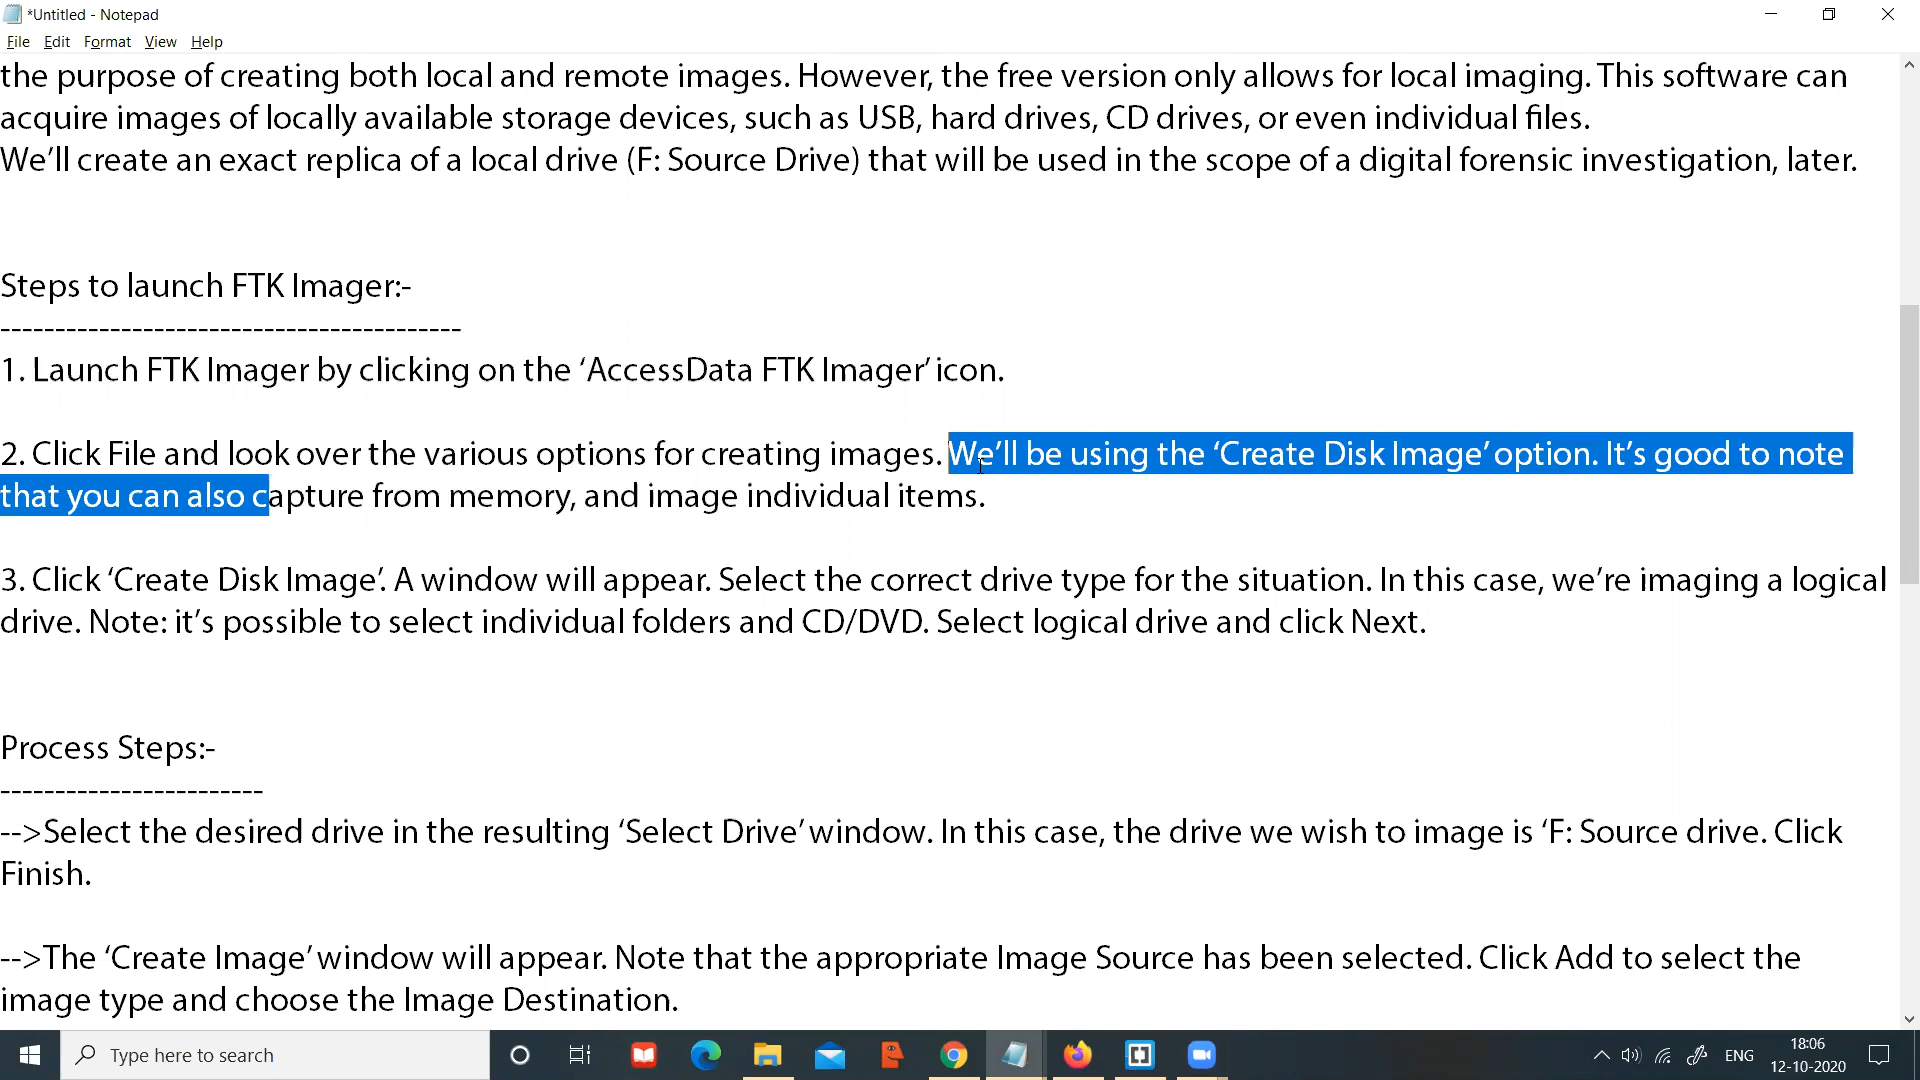 *Untitled - Notepad
File Edit Format View Help
the purpose of creating both local and remote images. However, the free version only allows for local imaging. This software can
acquire images of locally available storage devices, such as USB, hard drives, CD drives, or even individual files.
We’ll create an exact replica of a local drive (F: Source Drive) that will be used in the scope of a digital forensic investigation, later.
Steps to launch FTK Imager:-
------------------------------------------
1. Launch FTK Imager by clicking on the ‘AccessData FTK Imager’ icon.
2. Click File and look over the various options for creating images. We’ll be using the ‘Create Disk Image’ option. It’s good to note
that you can also capture from memory, and image individual items.
3. Click ‘Create Disk Image’. A window will appear. Select the correct drive type for the situation. In this case, we’re imaging a logical
drive. Note: it’s possible to select individual folders and CD/DVD. Select logical drive and click Next.
Process Steps:-
------------------------
-->Select the desired drive in the resulting ‘Select Drive’ window. In this case, the drive we wish to image is ‘F: Source drive. Click
Finish.
-->The ‘Create Image’ window will appear. Note that the appropriate Image Source has been selected. Click Add to select the
image type and choose the Image Destination.
Type here to search
ENG
18:06
12-10-2020